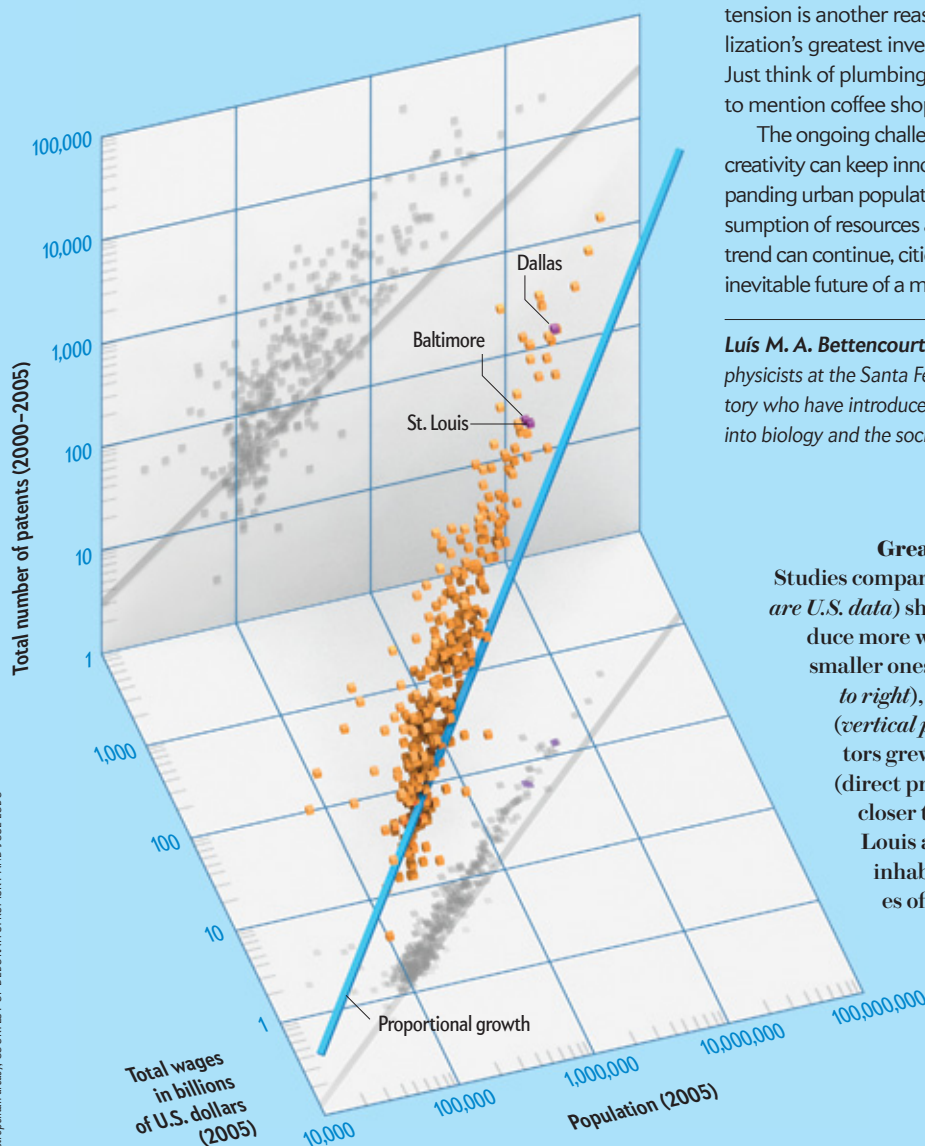 tension is another reas
lization's greatest inve
Just think of plumbing
to mention coffee shop
The ongoing challe
creativity can keep inno
panding urban populat
sumption of resources a
trend can continue, citi
inevitable future of a m
Luís M. A. Bettencourt
physicists at the Santa Fe
tory who have introduce
into biology and the soc
Grea
Studies compar
are U.S. data) sh
duce more w
smaller ones
to right),
(vertical p
tors grew
(direct pr
closer t
Louis a
inhab
es of
Total number of patents (2000–2005)
100,000
10,000
1,000
100
10
1
Dallas
Baltimore
St. Louis
1,000
100
10
1
Proportional growth
Total wages
in billions
of U.S. dollars
(2005)
10,000
100,000
1,000,000
10,000,000
100,000,000
Population (2005)